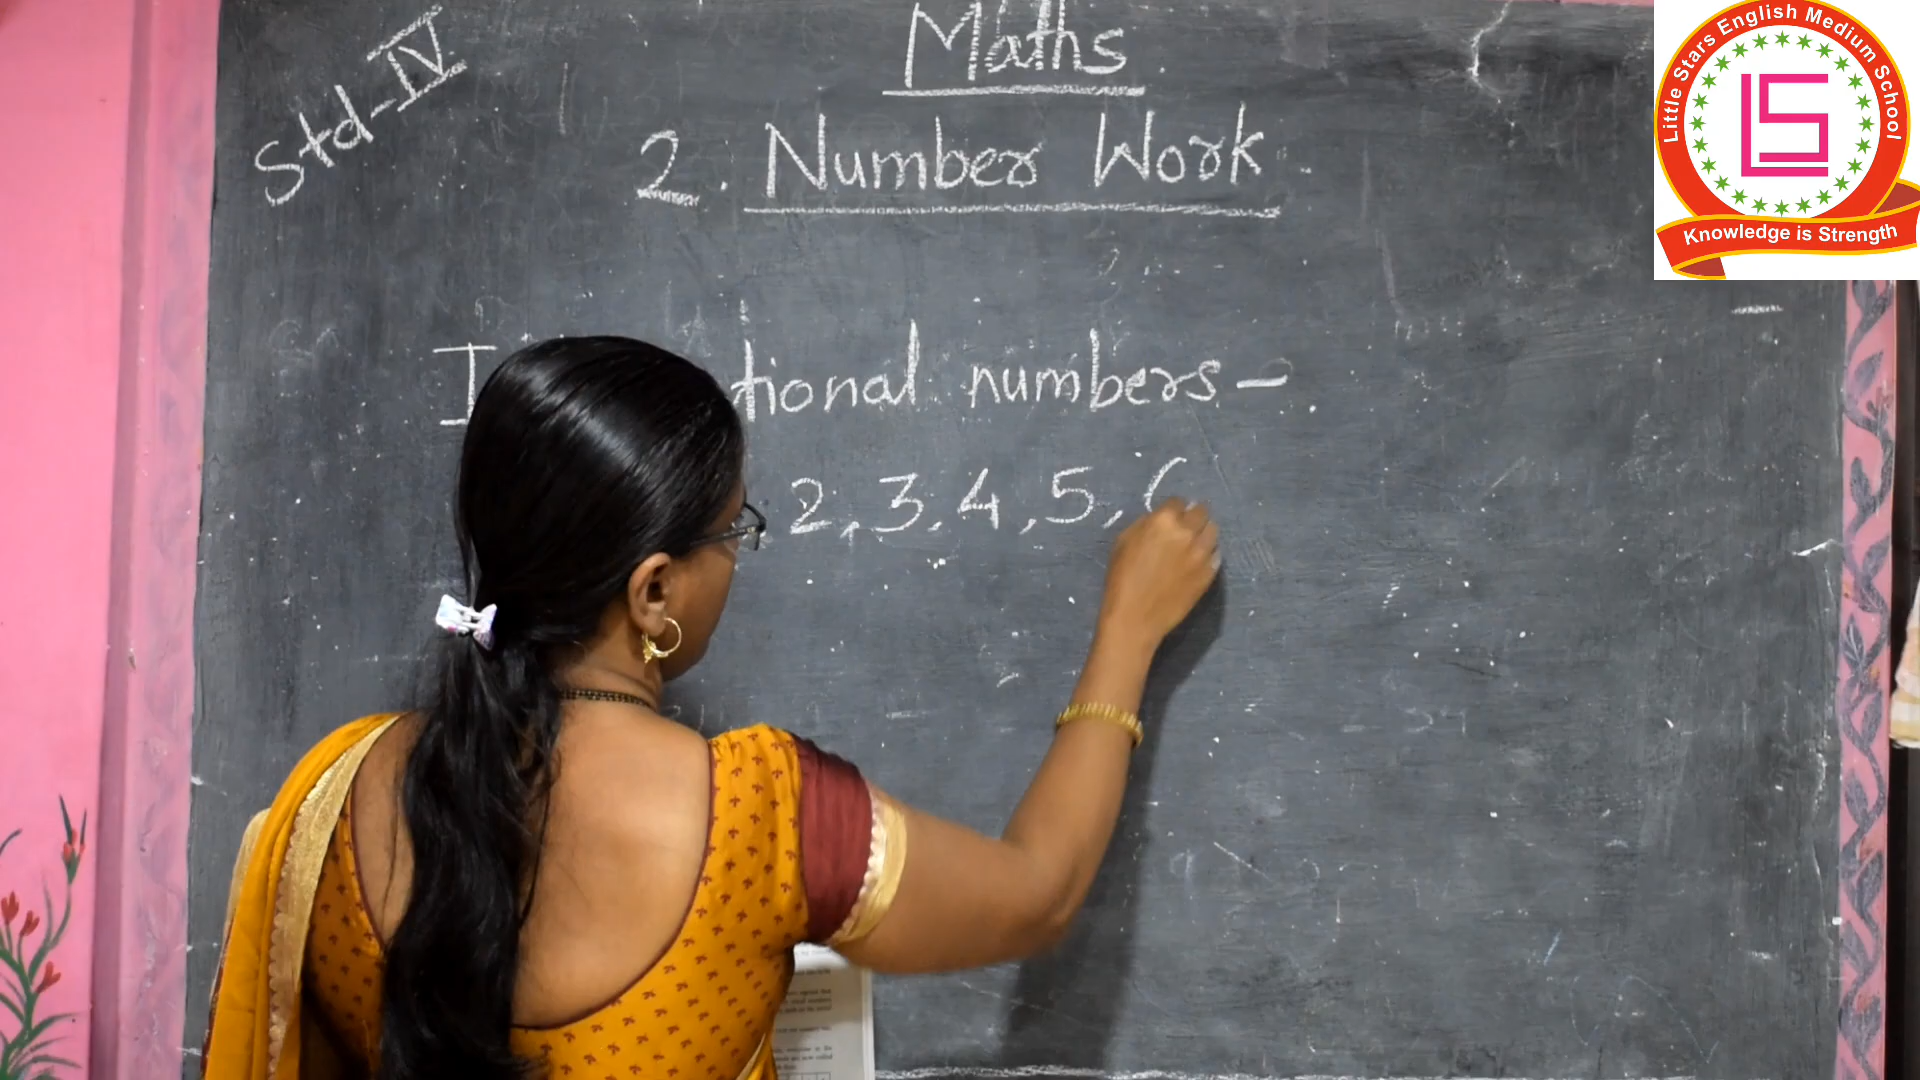 Maths
Std-IV
2. Number Work
tional numbers-
2, 3, 4, 5,
Little Stars English Medium School
LS
Knowledge is Strength